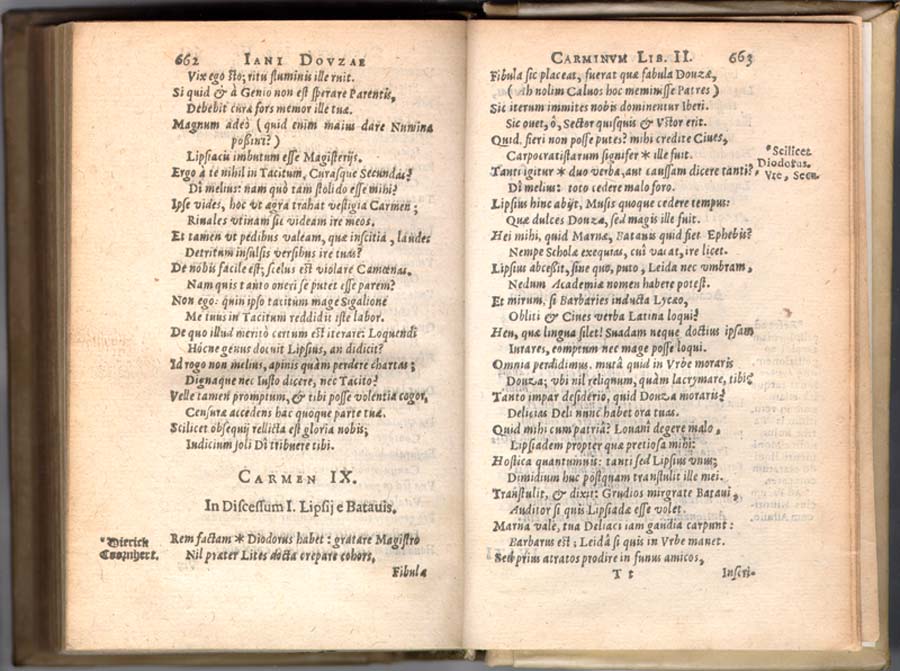 662 IANI DOVZAE
Vix ego sto; ritu fluminis ille ruit.
Si quid & à Genio non est sperare Parentis,
Debebit cura fors memor ille tuæ.
Magnum adeò (quid enim maius dare Numina
possint?)
Lipsiacū imbutum esse Magisterijs.
Ergo à te nihil in Tacitum, Curasque Secundas?
Dî melius: nam quò tam stolido esse mihi?
Ipse vides, hoc vt agra trahat vestigia Carmen;
Riuales vtinam sic videam ire meos.
Et tamen vt pedibus valeam, quæ inscitia, laudes
Detritum insulsis versibus ire tuas?
De nobis facile est; scelus est violare Camœnas.
Nam quis tanto oneri se putet esse parem?
Non ego: quin ipso tacitum mage Sigalione
Me tuus in Tacitum reddidit iste labor.
De quo illud meritò certum est iterare: Loquendi
Hócne genus docuit Lipsius, an didicit?
Id rogo non melius, apinis quàm perdere chartas;
Dignaque nec Iusto dicere, nec Tacito?
Velle tamen promptum, & tibi posse volentia cogor,
Censura accedens hac quoque parte tuæ.
Scilicet obsequij rellicta est gloria nobis;
Iudicium soli Dî tribuere tibi.
CARMEN IX.
In Discessum I. Lipsij e Batauis.
*Dierick
Coornhert.
Rem factam * Diodorus habet: gratare Magistro
Nil præter Lites docta crepare cohors,
Fibula
CARMINVM LIB. II. 663
Fibula sic placeat, fuerat quæ fabula Douzæ,
(Ah nolim Caluos hoc meminisse Patres)
Sic iterum immites nobis dominentur Iberi.
Sic ouet, ô, Sector quisquis & Vstor erit.
Quid, fieri non posse putes? mihi credite Ciues,
Carpocratistarum signifer * ille fuit.
*Scilicet
Diodorus.
Vre, Seca.
Tanti igitur * duo verba, aut caussam dicere tanti?
Dî melius: toto cedere malo foro.
Lipsius hinc abijt, Musis quoque cedere tempus:
Quæ dulces Douzæ, sed magis ille fuit.
Hei mihi, quid Marnæ, Batauis quid fiet Ephebis?
Nempe Scholæ exequias, cui vacat, ire licet.
Lipsius abcessit, sine quo, puto, Leida nec vmbram,
Nedum Academiæ nomen habere potest.
Et mirum, si Barbaries inducta Lycæo,
Obliti & Ciues verba Latina loqui?
Heu, quæ lingua silet! Suadam neque doctius ipsam
Intares, comptum nec mage posse loqui.
Omnia perdidimus. mutâ quid in Vrbe moraris
Douza; vbi nil reliquum, quàm lacrymare, tibi?
Tanto impar desiderio, quid Douza moraris?
Delicias Deli nunc habet ora tuas.
Quid mihi cum patriâ? Louani degere malo,
Lipsiadem propter quæ pretiosa mihi:
Hostica quantumuis: tanti sed Lipsius vnus;
Dimidium huc postquam transtulit ille mei.
Transtulit, & dixit: Grudios mirgrate Bataui,
Auditor si quis Lipsiadæ esse volet.
Marna vale, tua Deliaci iam gaudia carpunt:
Barbarus est; Leidâ si quis in Vrbe manet.
Sed prius atratos prodire in funus amicos,
T t Inscri-